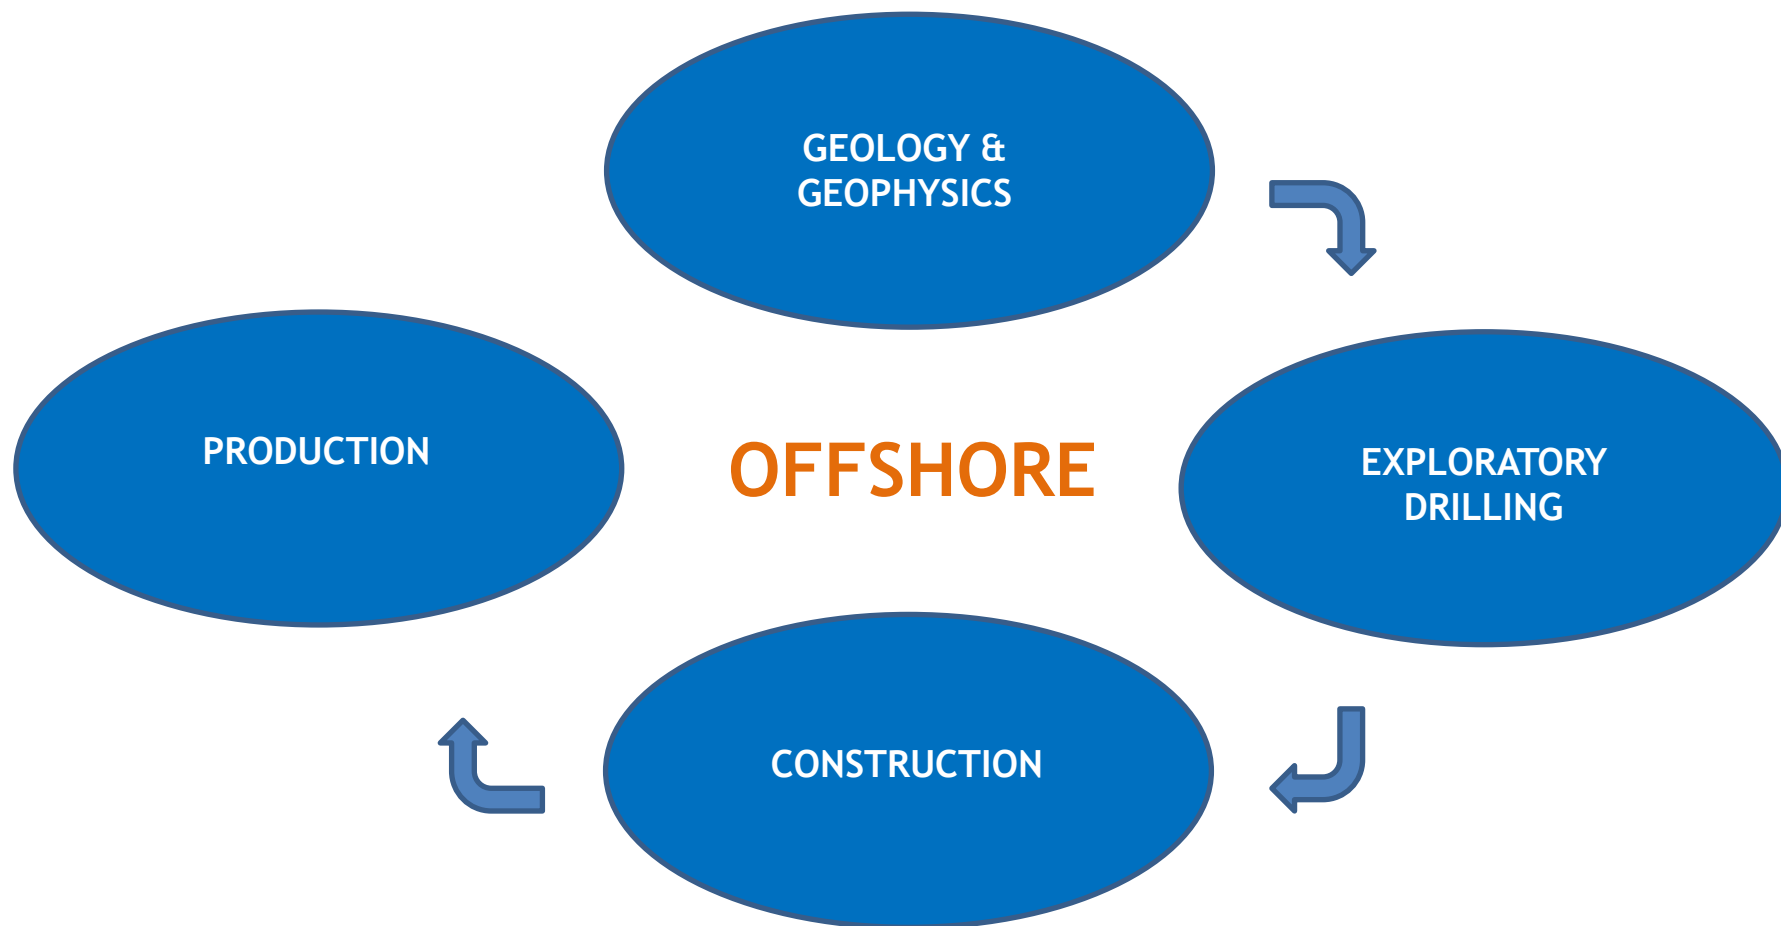 GEOLOGY &
GEOPHYSICS
PRODUCTION
OFFSHORE
EXPLORATORY
DRILLING
CONSTRUCTION